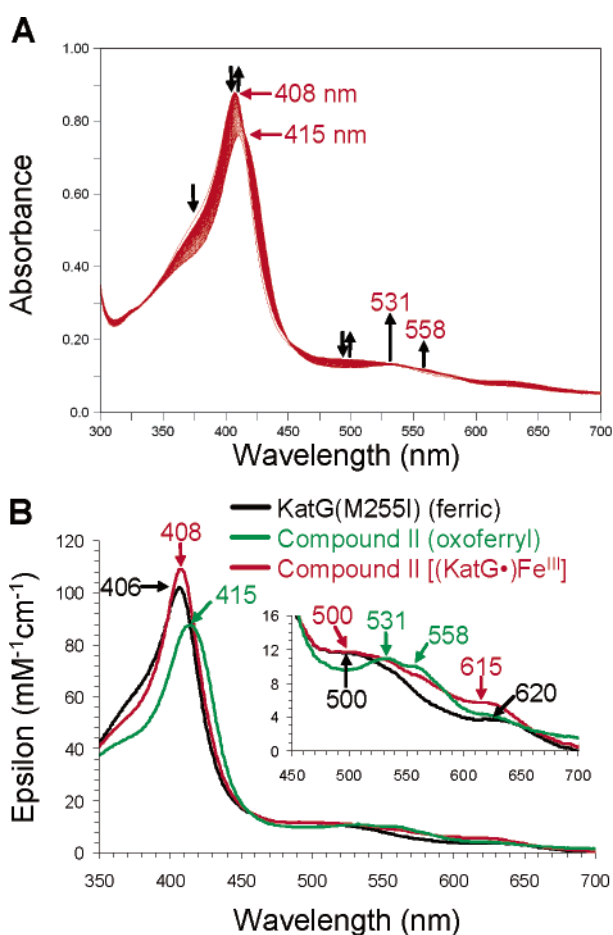 A
Absorbance
1.00
0.80
0.60
0.40
0.20
0.0
408 nm
415 nm
531
558
300 350 400 450 500 550 600 650 700
Wavelength (nm)
B
KatG(M255I) (ferric)
Compound II (oxoferryl)
Compound II [(KatG•)Fe^III]
Epsilon (mM⁻¹cm⁻¹)
120
100
80
60
40
20
0
408
406
415
16
12
8
4
0
500
531
558
615
500
620
450 500 550 600 650 700
350 400 450 500 550 600 650 700
Wavelength (nm)